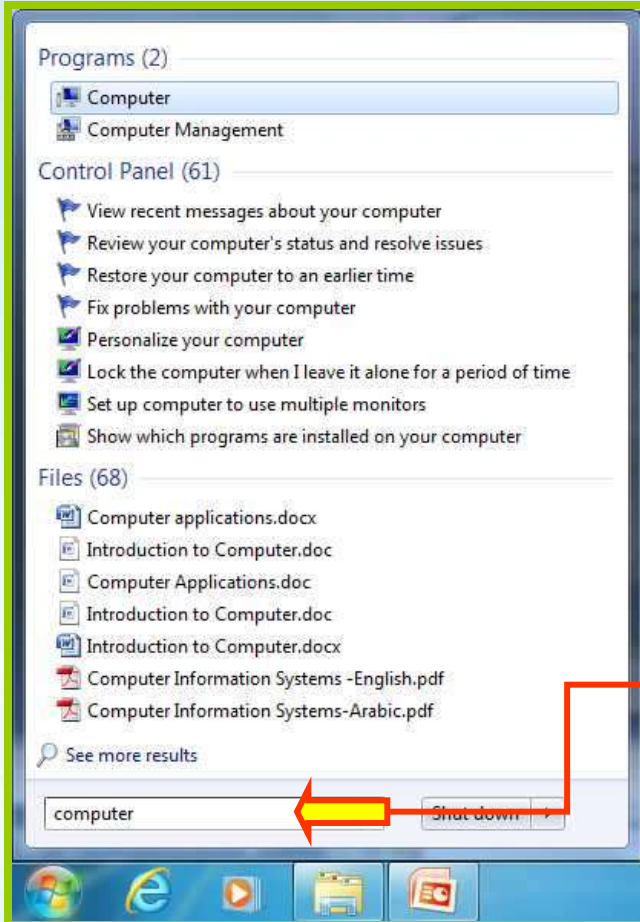 Programs (2)
Computer
Computer Management
Control Panel (61)
View recent messages about your computer
Review your computer's status and resolve issues
Restore your computer to an earlier time
Fix problems with your computer
Personalize your computer
Lock the computer when I leave it alone for a period of time
Set up computer to use multiple monitors
Show which programs are installed on your computer
Files (68)
Computer applications.docx
Introduction to Computer.doc
Computer Applications.doc
Introduction to Computer.doc
Introduction to Computer.docx
Computer Information Systems -English.pdf
Computer Information Systems-Arabic.pdf
See more results
computer
Shut down